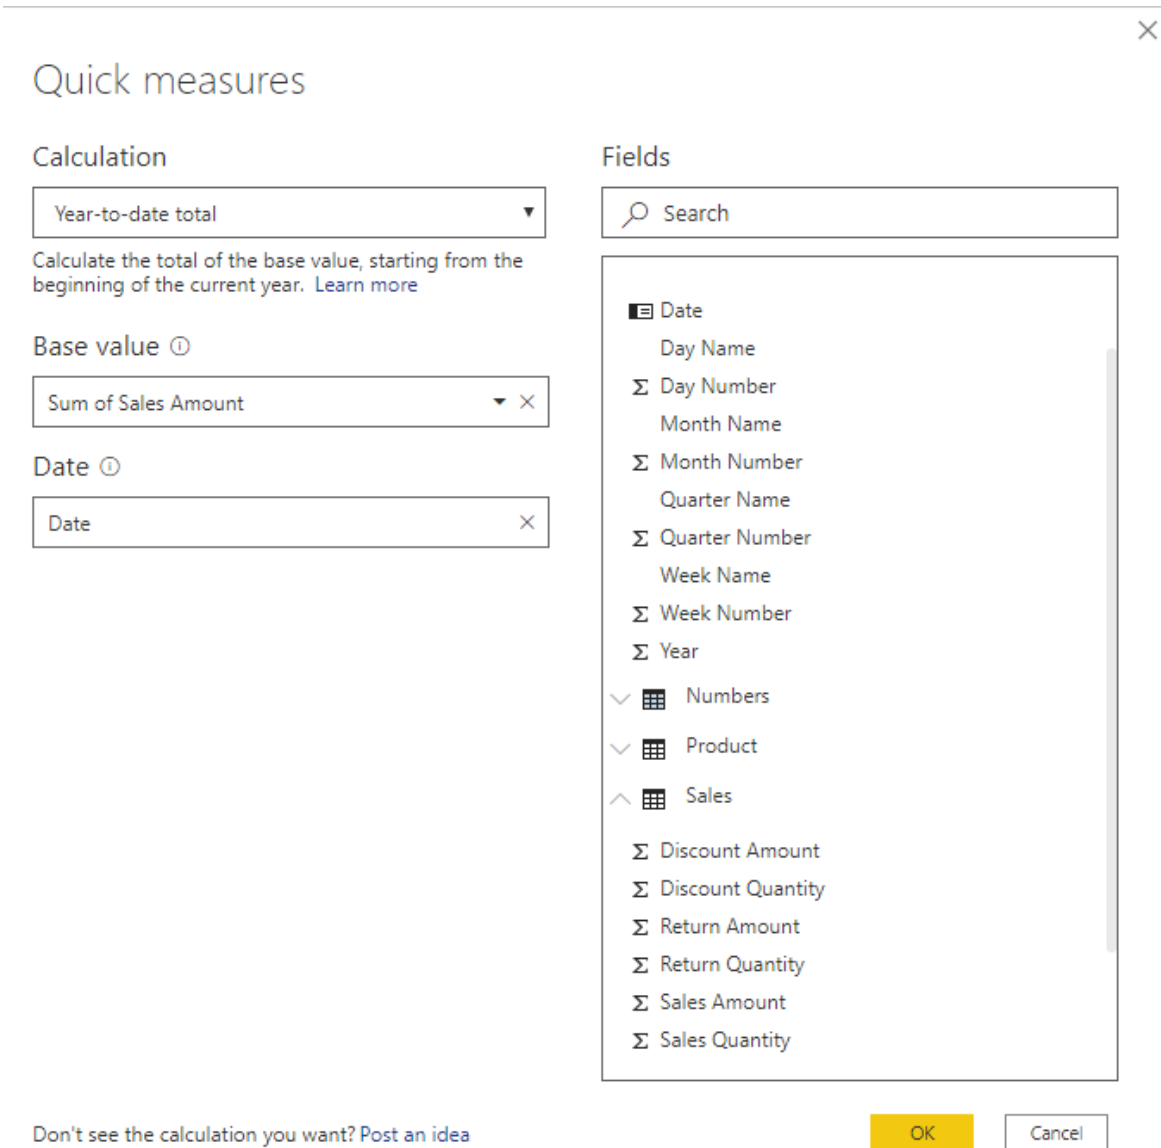 Quick measures
Calculation
Year-to-date total
Calculate the total of the base value, starting from the
beginning of the current year. Learn more
Base value
Sum of Sales Amount
Date
Date
Fields
Search
Date
Day Name
Day Number
Month Name
Month Number
Quarter Name
Quarter Number
Week Name
Week Number
Year
Numbers
Product
Sales
Discount Amount
Discount Quantity
Return Amount
Return Quantity
Sales Amount
Sales Quantity
Don't see the calculation you want? Post an idea
OK
Cancel